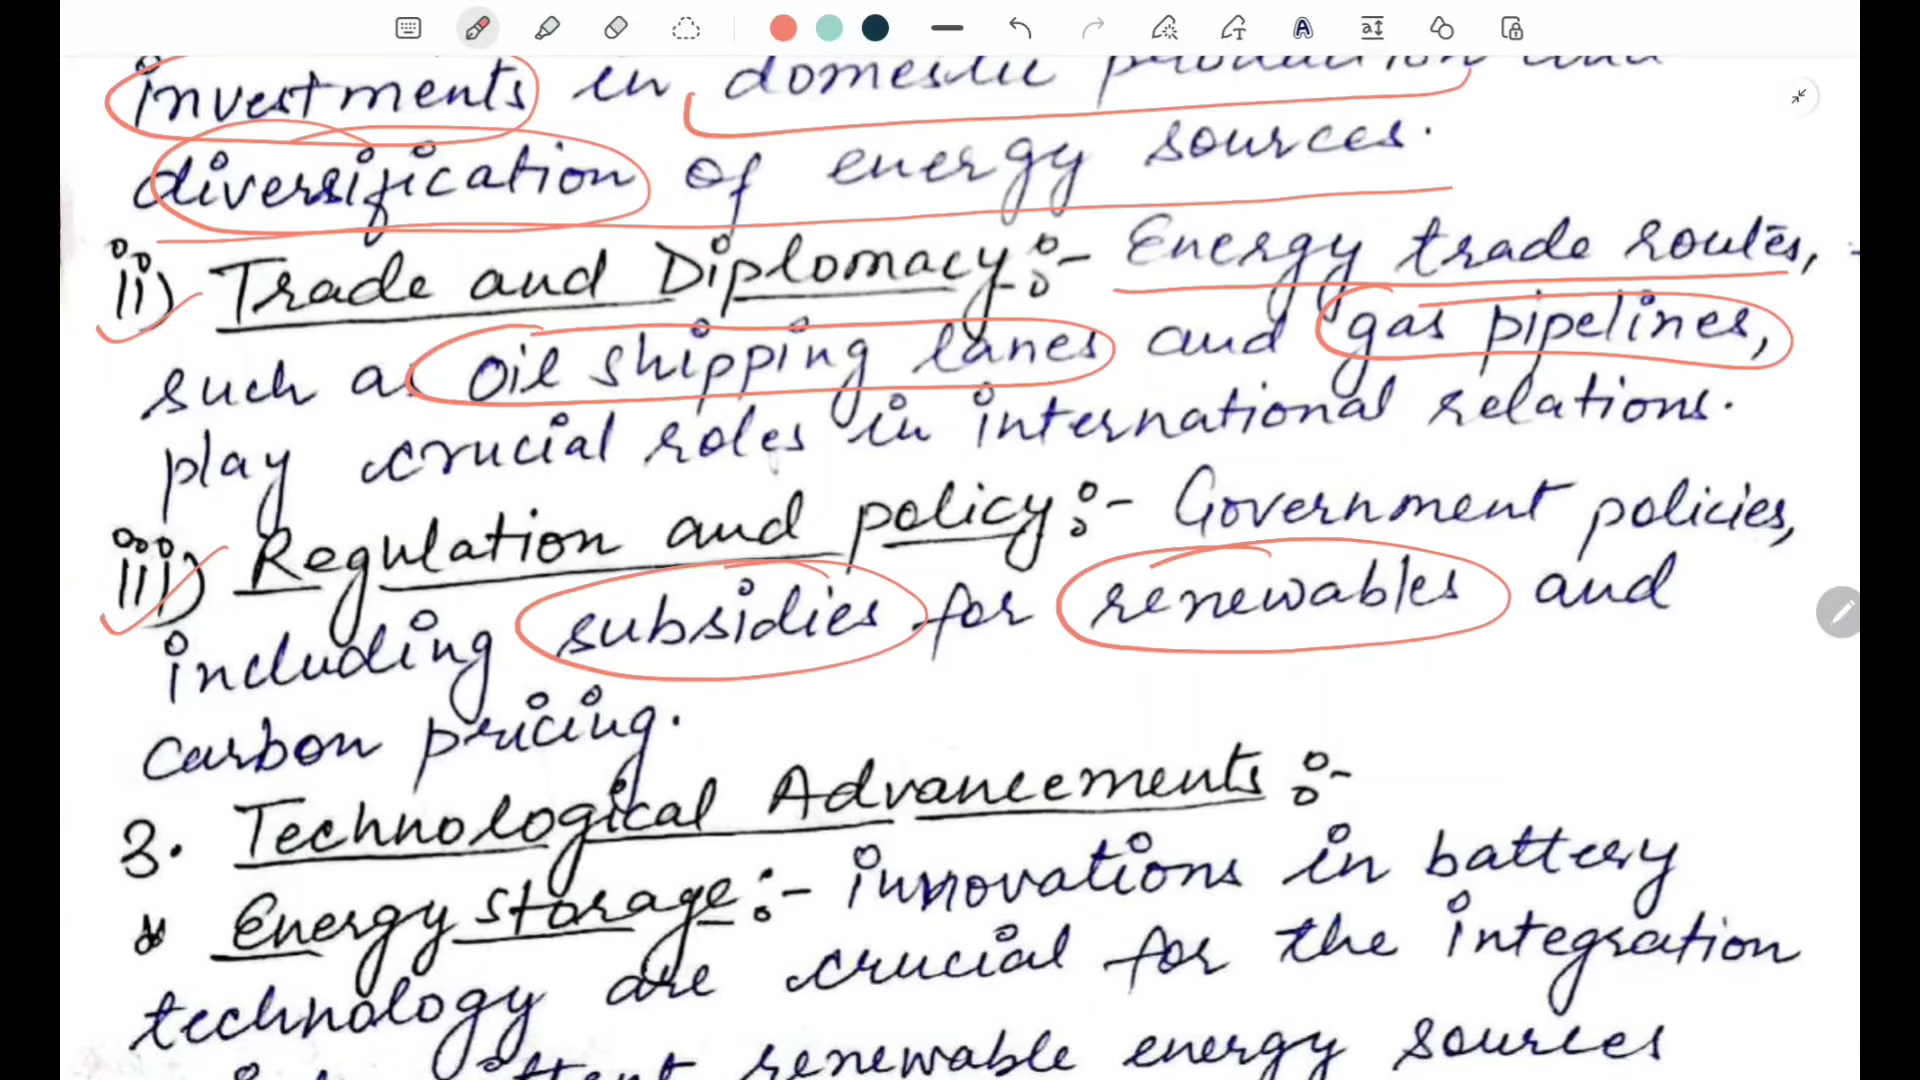 investments in domestic production and
diversification of energy sources.
ii) Trade and Diplomacy :- Energy trade routes,
such as oil shipping lanes and gas pipelines,
play crucial roles in international relations.
iii) Regulation and policy :- Government policies,
including subsidies for renewables and
carbon pricing.
3. Technological Advancements :-
* Energy storage :- innovations in battery
technology are crucial for the integration
renewable energy sources